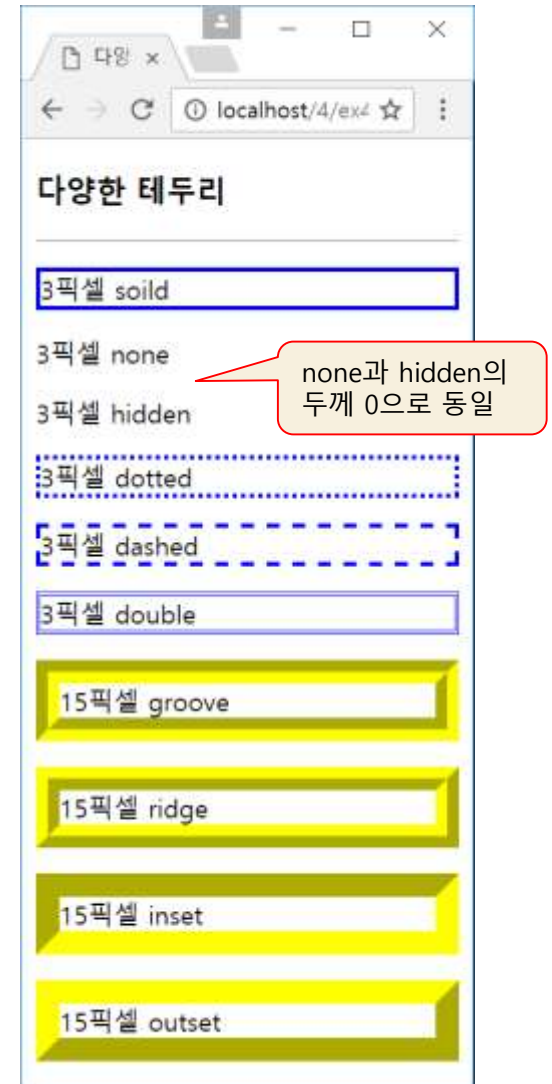 다양
localhost/4/ex4
다양한 테두리
3픽셀 soild
3픽셀 none
none과 hidden의
두께 0으로 동일
3픽셀 hidden
3픽셀 dotted
3픽셀 dashed
3픽셀 double
15픽셀 groove
15픽셀 ridge
15픽셀 inset
15픽셀 outset